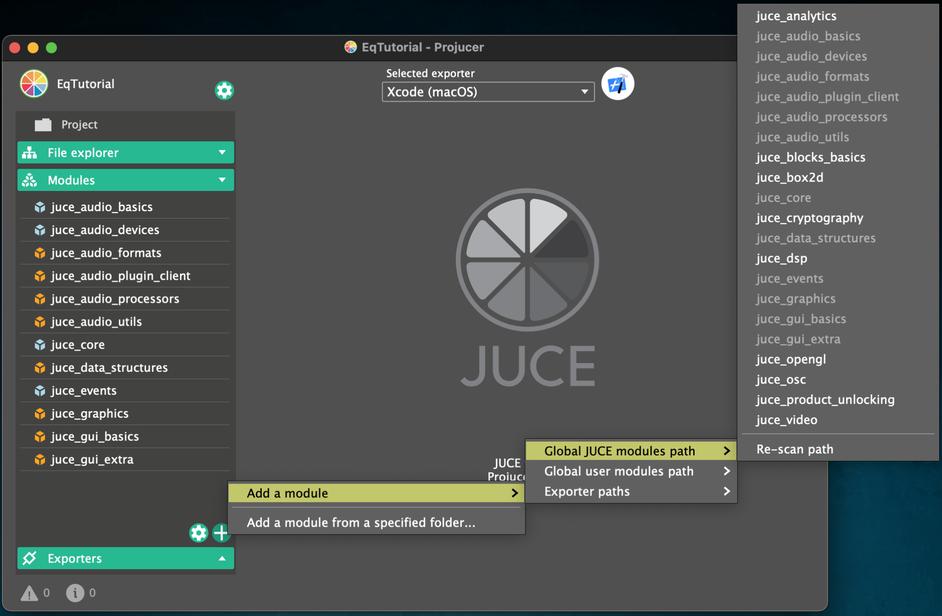 EqTutorial - Projucer
EqTutorial
Selected exporter
Xcode (macOS)
Project
File explorer
Modules
juce_audio_basics
juce_audio_devices
juce_audio_formats
juce_audio_plugin_client
juce_audio_processors
juce_audio_utils
juce_core
juce_data_structures
juce_events
juce_graphics
juce_gui_basics
juce_gui_extra
Exporters
0
0
JUCE
JUCE
Projuce
Add a module
Add a module from a specified folder...
Global JUCE modules path
Global user modules path
Exporter paths
juce_analytics
juce_audio_basics
juce_audio_devices
juce_audio_formats
juce_audio_plugin_client
juce_audio_processors
juce_audio_utils
juce_blocks_basics
juce_box2d
juce_core
juce_cryptography
juce_data_structures
juce_dsp
juce_events
juce_graphics
juce_gui_basics
juce_gui_extra
juce_opengl
juce_osc
juce_product_unlocking
juce_video
Re-scan path